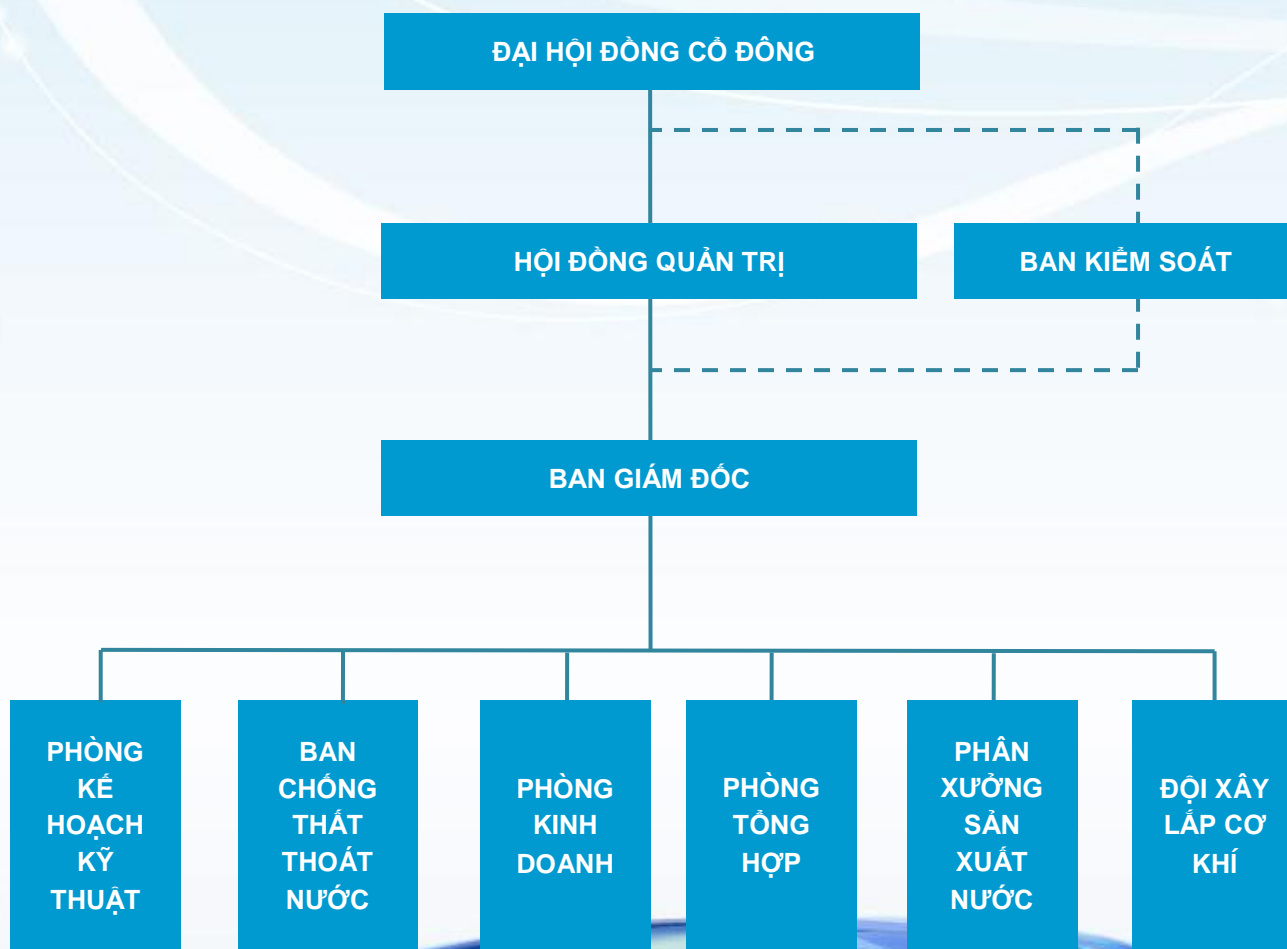 ĐẠI HỘI ĐỒNG CỔ ĐÔNG
HỘI ĐỒNG QUẢN TRỊ
BAN KIỂM SOÁT
BAN GIÁM ĐỐC
PHÒNG
KẾ
HOẠCH
KỸ
THUẬT
BAN
CHỐNG
THẤT
THOÁT
NƯỚC
PHÒNG
KINH
DOANH
PHÒNG
TỔNG
HỢP
PHÂN
XƯỞNG
SẢN
XUẤT
NƯỚC
ĐỘI XÂY
LẮP CƠ
KHÍ